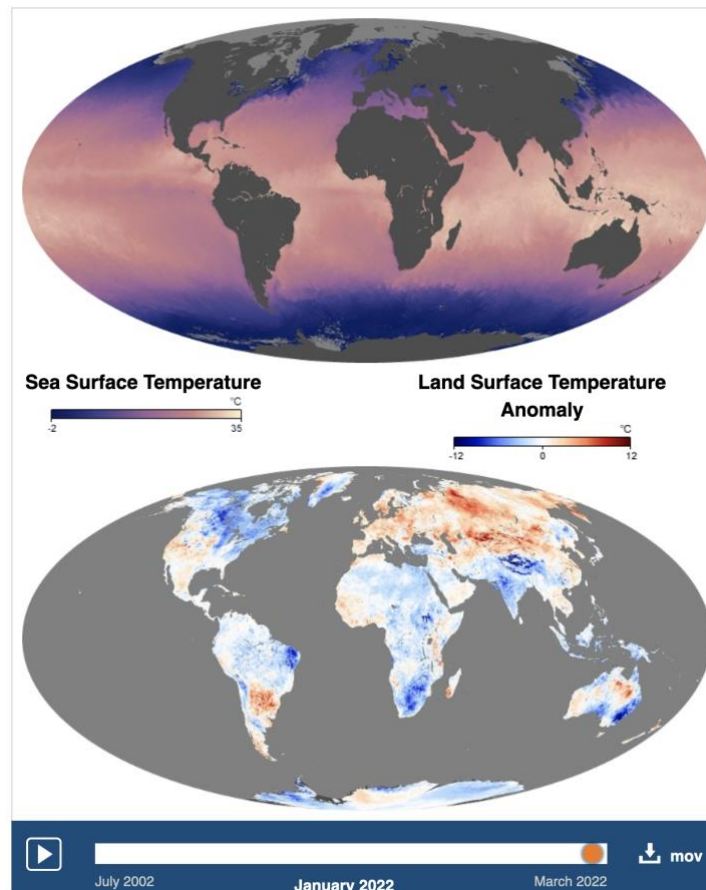 Sea Surface Temperature
°C
-2 35
Land Surface Temperature
Anomaly
°C
-12 0 12
mov
July 2002 January 2022 March 2022